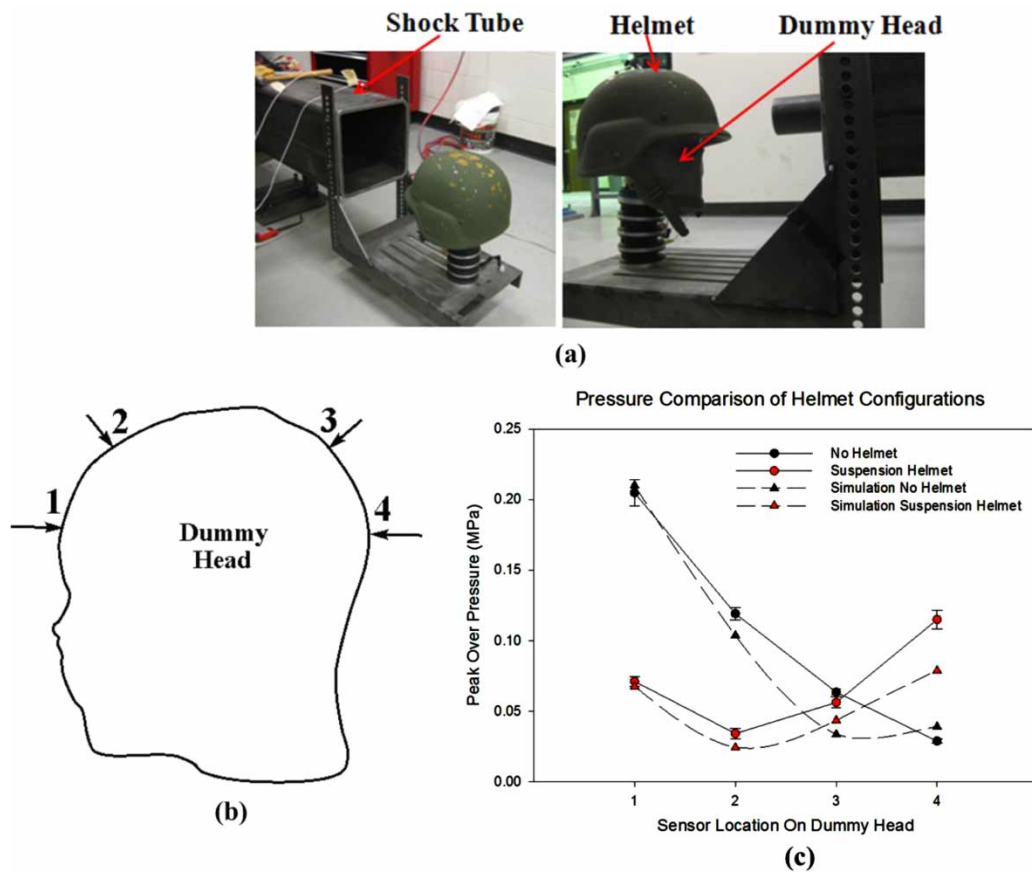 Shock Tube
Helmet
Dummy Head
(a)
1
2
3
4
Dummy
Head
(b)
Pressure Comparison of Helmet Configurations
No Helmet
Suspension Helmet
Simulation No Helmet
Simulation Suspension Helmet
Peak Over Pressure (MPa)
0.25
0.20
0.15
0.10
0.05
0.00
1 2 3 4
Sensor Location On Dummy Head
(c)